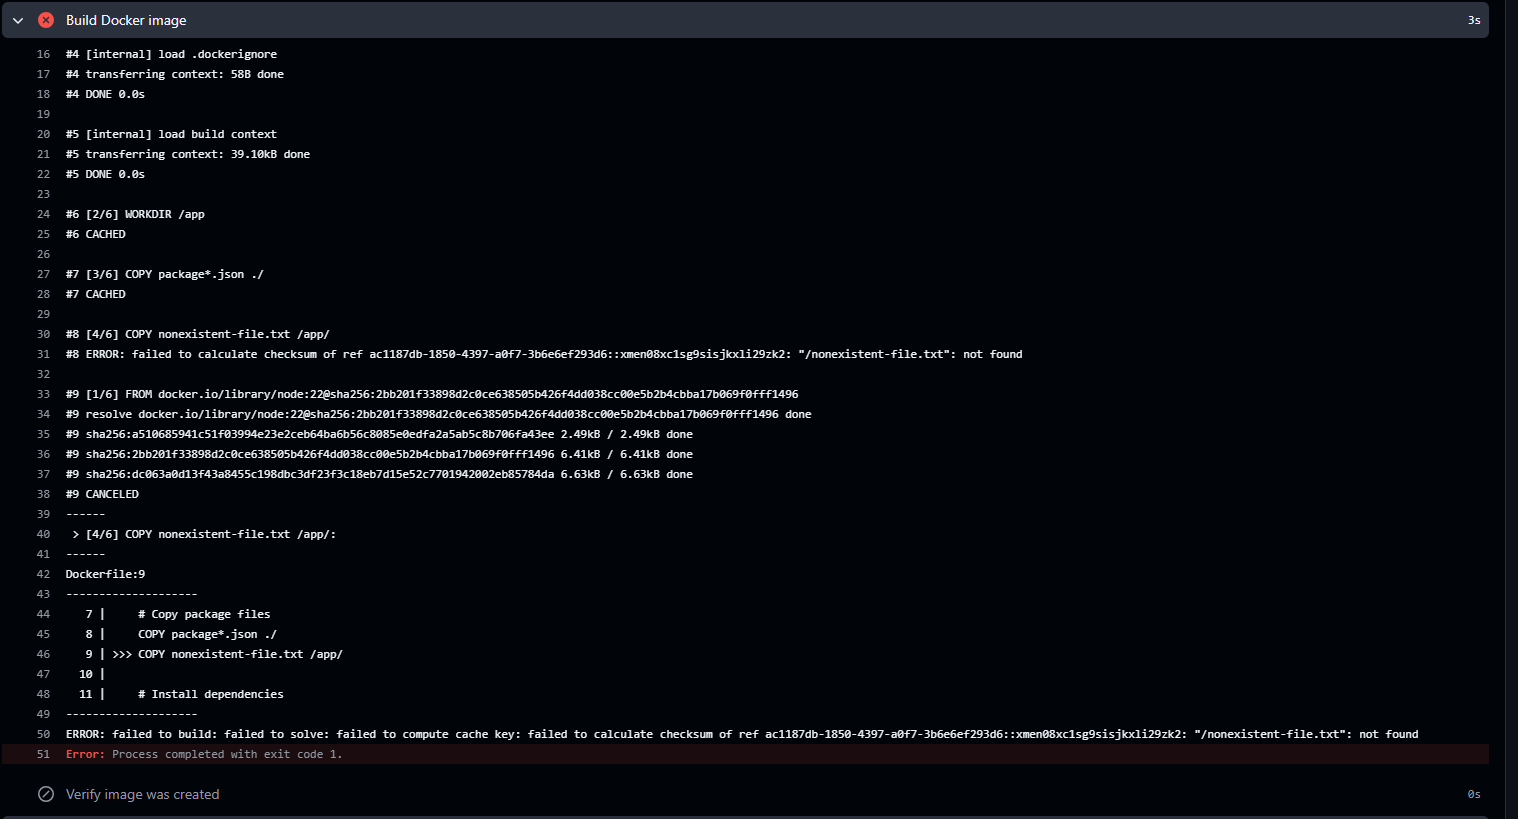 Build Docker image 3s
16 #4 [internal] load .dockerignore
17 #4 transferring context: 58B done
18 #4 DONE 0.0s
19
20 #5 [internal] load build context
21 #5 transferring context: 39.10kB done
22 #5 DONE 0.0s
23
24 #6 [2/6] WORKDIR /app
25 #6 CACHED
26
27 #7 [3/6] COPY package*.json ./
28 #7 CACHED
29
30 #8 [4/6] COPY nonexistent-file.txt /app/
31 #8 ERROR: failed to calculate checksum of ref ac1187db-1850-4397-a0f7-3b6e6ef293d6::xmen08xc1sg9sisjkxli29zk2: "/nonexistent-file.txt": not found
32
33 #9 [1/6] FROM docker.io/library/node:22@sha256:2bb201f33898d2c0ce638505b426f4dd038cc00e5b2b4cbba17b069f0fff1496
34 #9 resolve docker.io/library/node:22@sha256:2bb201f33898d2c0ce638505b426f4dd038cc00e5b2b4cbba17b069f0fff1496 done
35 #9 sha256:a510685941c51f03994e23e2ceb64ba6b56c8085e0edfa2a5ab5c8b706fa43ee 2.49kB / 2.49kB done
36 #9 sha256:2bb201f33898d2c0ce638505b426f4dd038cc00e5b2b4cbba17b069f0fff1496 6.41kB / 6.41kB done
37 #9 sha256:dc063a0d13f43a8455c198dbc3df23f3c18eb7d15e52c7701942002eb85784da 6.63kB / 6.63kB done
38 #9 CANCELED
39 ------
40 > [4/6] COPY nonexistent-file.txt /app/:
41 ------
42 Dockerfile:9
43 --------------------
44 7 | # Copy package files
45 8 | COPY package*.json ./
46 9 | >>> COPY nonexistent-file.txt /app/
47 10 |
48 11 | # Install dependencies
49 --------------------
50 ERROR: failed to build: failed to solve: failed to compute cache key: failed to calculate checksum of ref ac1187db-1850-4397-a0f7-3b6e6ef293d6::xmen08xc1sg9sisjkxli29zk2: "/nonexistent-file.txt": not found
51 Error: Process completed with exit code 1.
Verify image was created 0s